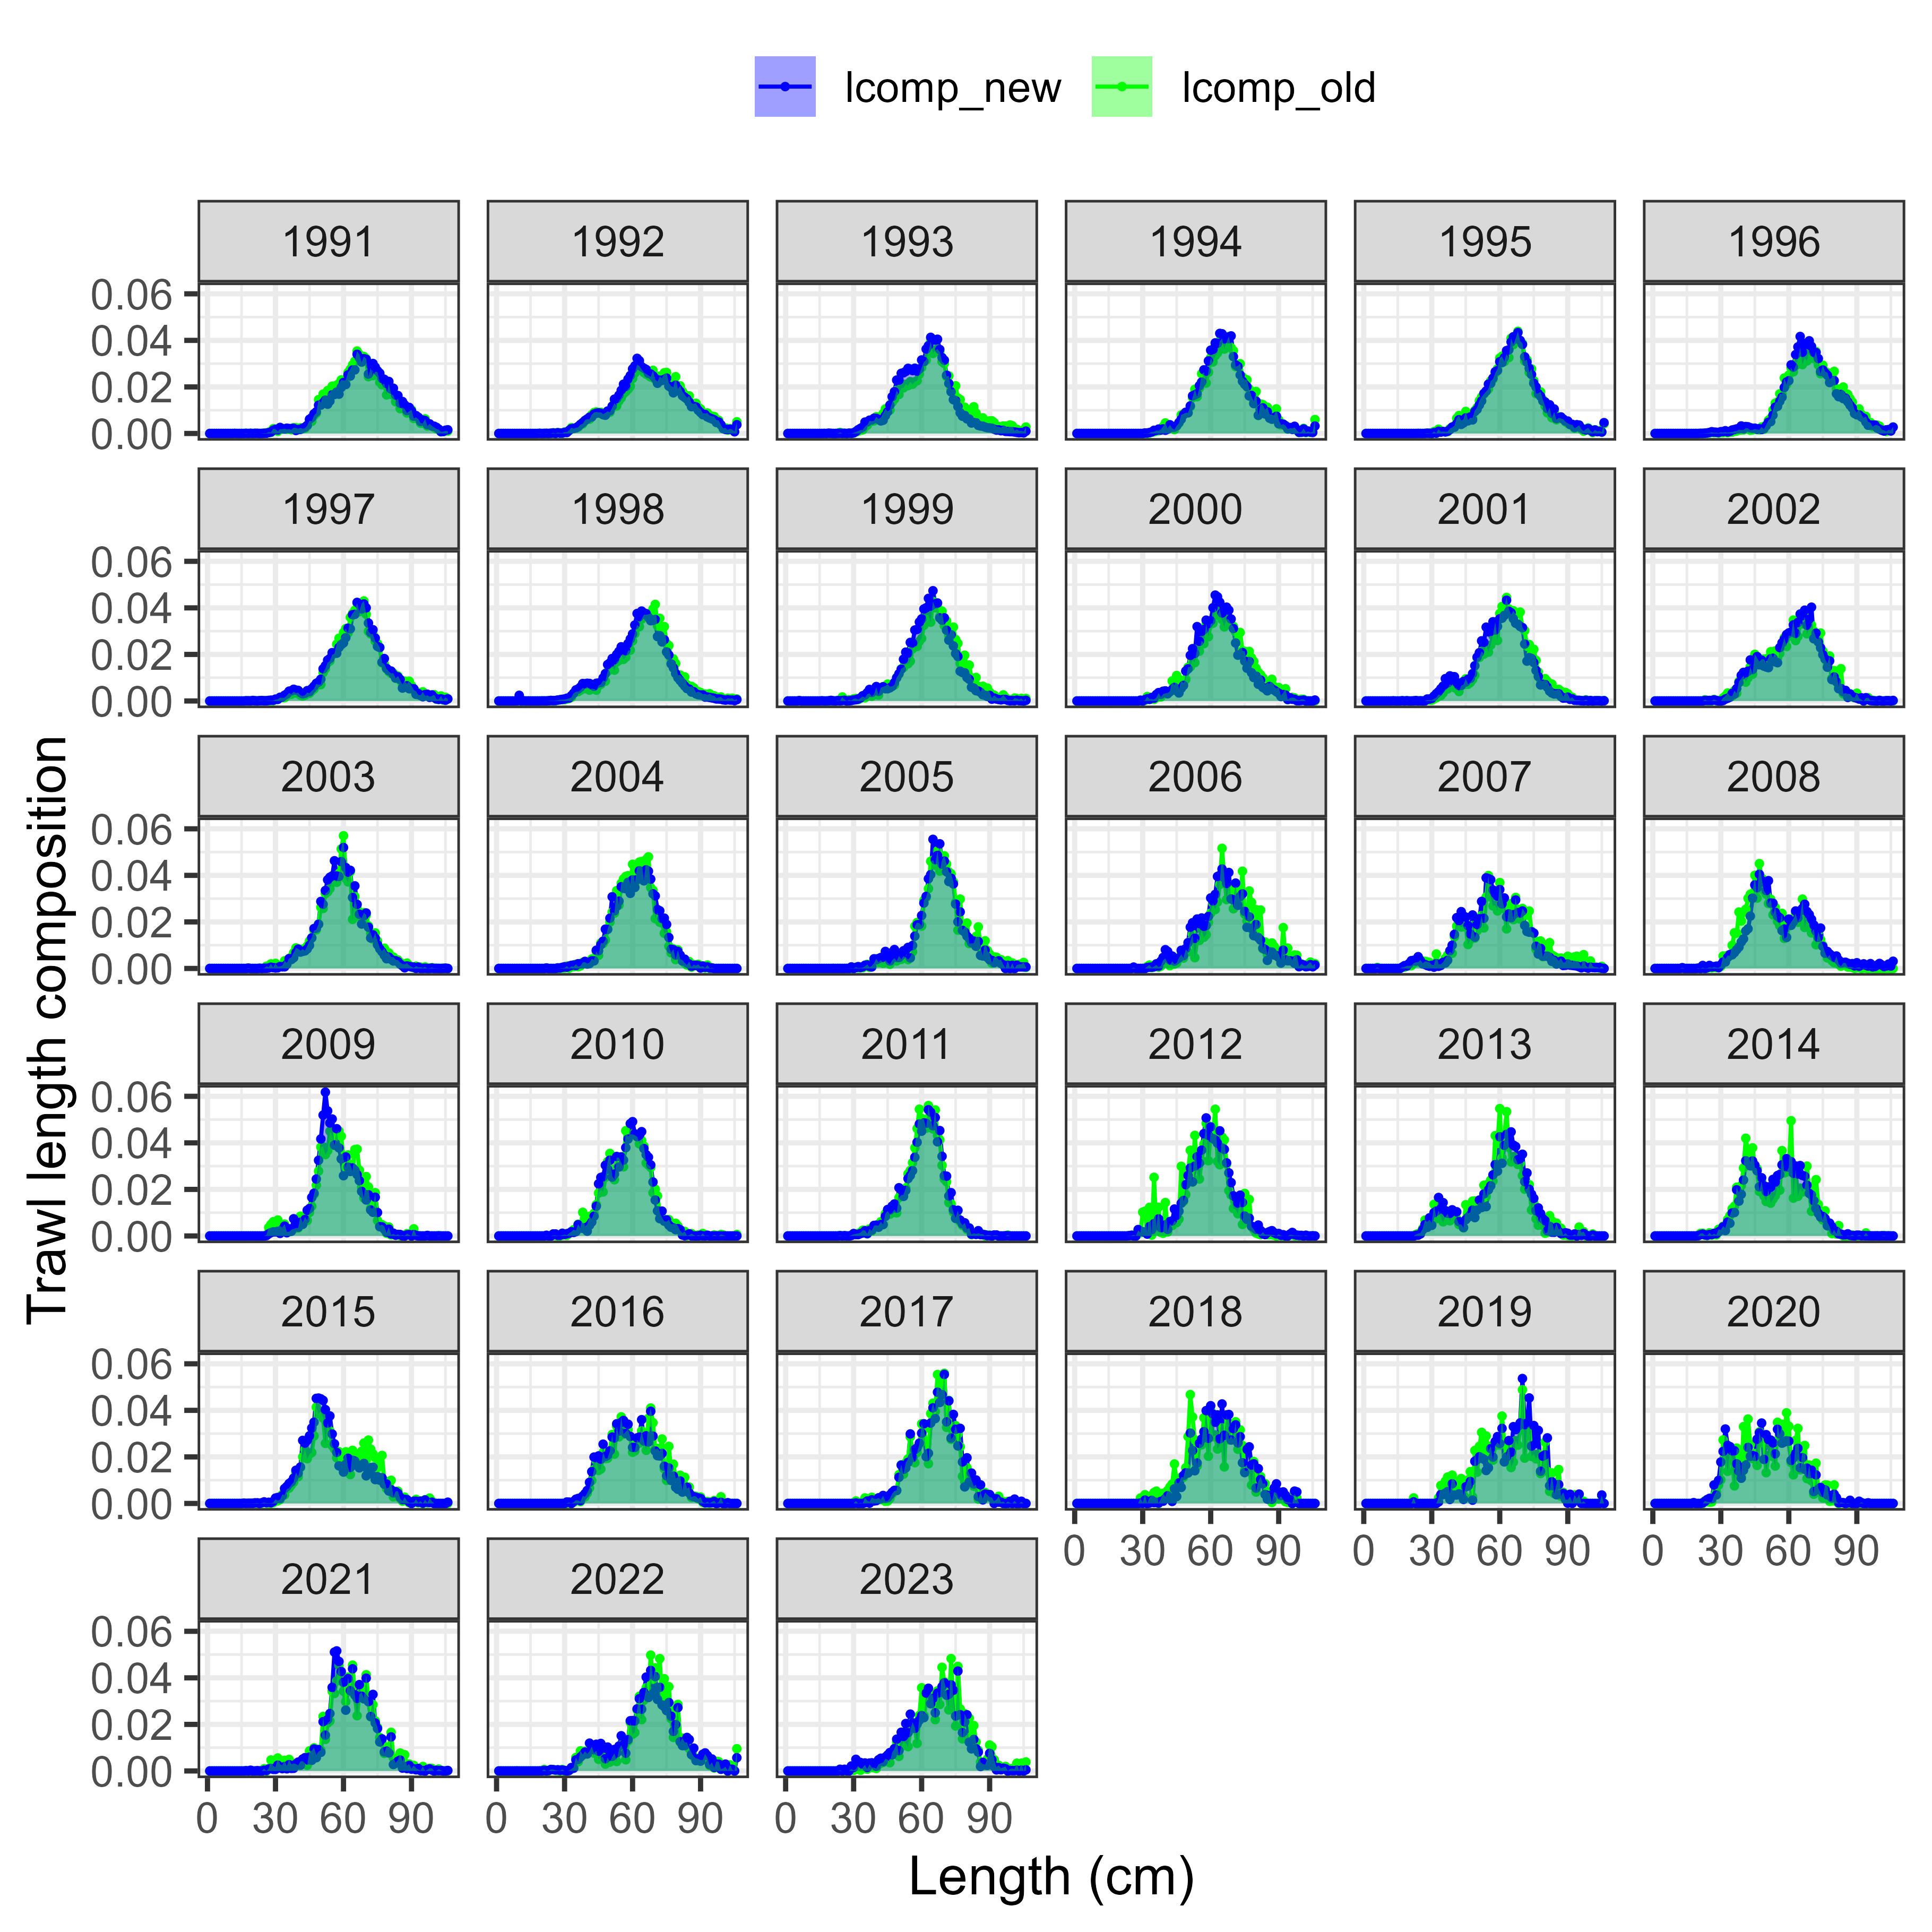 lcomp_new lcomp_old
1991 1992 1993 1994 1995 1996
0.06
0.04
0.02
0.00
1997 1998 1999 2000 2001 2002
0.06
0.04
0.02
0.00
2003 2004 2005 2006 2007 2008
0.06
0.04
0.02
0.00
2009 2010 2011 2012 2013 2014
0.06
0.04
0.02
0.00
2015 2016 2017 2018 2019 2020
0.06
0.04
0.02
0.00
0 30 60 90 0 30 60 90 0 30 60 90
2021 2022 2023
0.06
0.04
0.02
0.00
0 30 60 90 0 30 60 90 0 30 60 90
Length (cm)
Trawl length composition